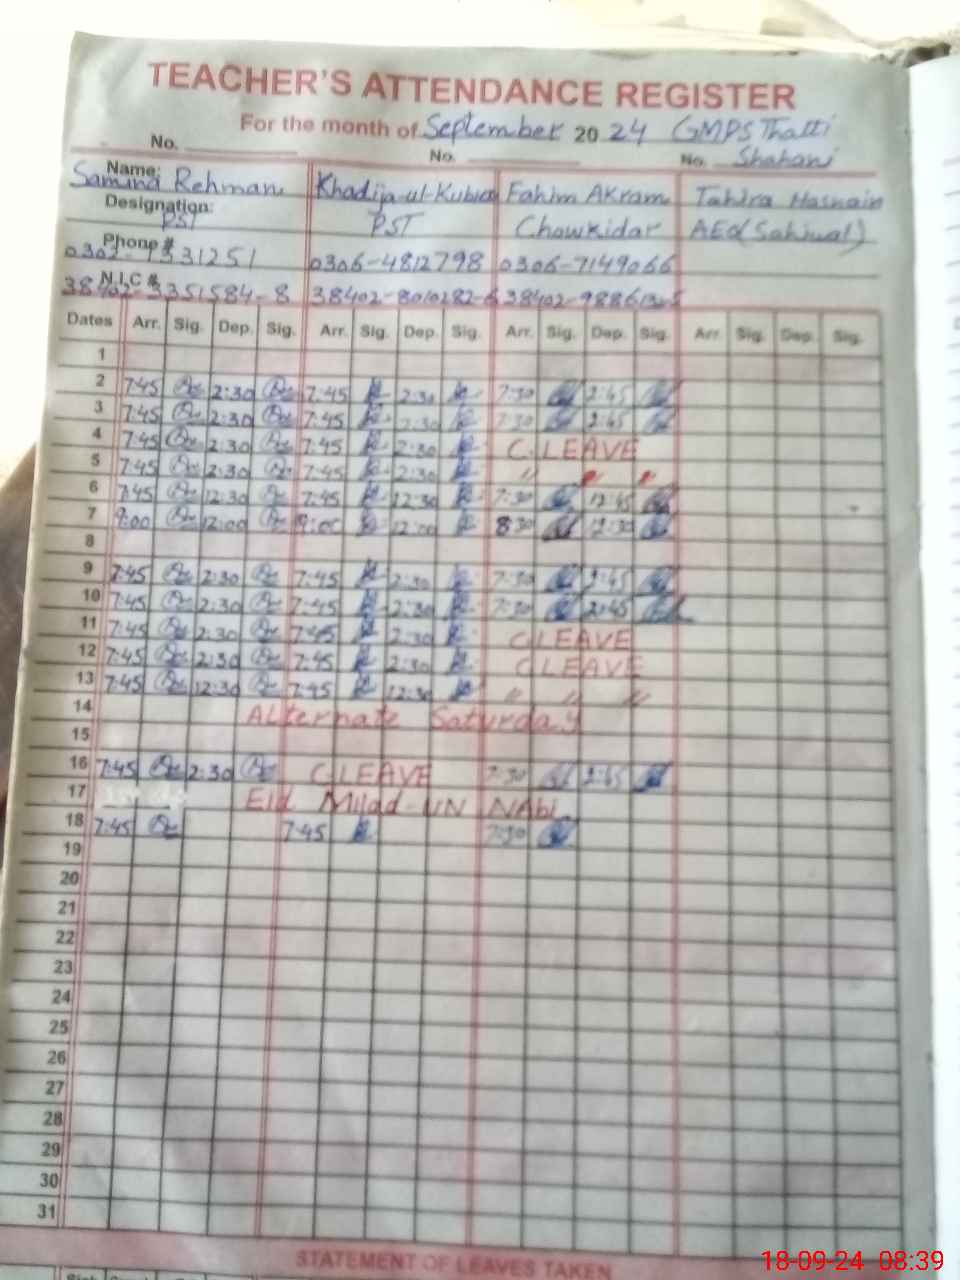 TEACHER'S ATTENDANCE REGISTER
For the month of September 2024 GMPS Thatti
No. No. No. Shahani
Name: Samina Rehman Khadija-ul-Kubra Fahim Akram Tahira Hasnain
Designation: PST PST Chowkidar AEO(Sahiwal)
Phone # 0306-4812798 0306-7149066
N.I.C #
Dates Arr. Sig. Dep. Sig. Arr. Sig. Dep. Sig. Arr. Sig. Dep. Sig. Arr. Sig. Dep. Sig.
1
2 7:45 2:30 7:45 2:30 7:30 2:45
3 7:45 2:30 7:45 2:30 7:30 2:45
4 7:45 2:30 7:45 2:30 C.LEAVE
5 7:45 2:30 7:45 2:30 " " "
6 7:45 12:30 7:45 12:30 7:30 12:45
7 9:00 12:00 9:00 12:00 8:30 12:30
8
9 7:45 2:30 7:45 2:30 7:30 2:45
10 7:45 2:30 7:45 2:30 7:30 2:45
11 7:45 2:30 7:45 2:30 C LEAVE
12 7:45 2:30 7:45 2:30 C LEAVE
13 7:45 12:30 7:45 12:30 " " "
14 Alternate Saturday
15
16 7:45 2:30 C.LEAVE 7:30 2:45
17 Eid Milad-UN NAbi
18 7:45 7:45 7:30
19
20
21
22
23
24
25
26
27
28
29
30
31
STATEMENT OF LEAVES TAKEN
18-09-24 08:39